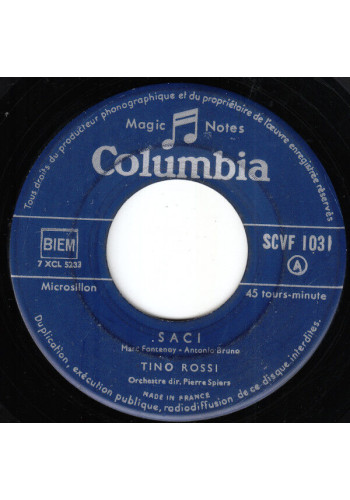 Tous droits du producteur phonographique et du propriétaire de l'œuvre enregistrée réservés
Magic Notes
Columbia
BIEM
7 XCL 5233
SCVF 1031
A
Microsillon
45 tours-minute
SACI
Marc Fontenoy - Antonio Bruno
TINO ROSSI
Orchestre dir. Pierre Spiers
MADE IN FRANCE
Duplication, exécution publique, radiodiffusion de ce disque interdites.